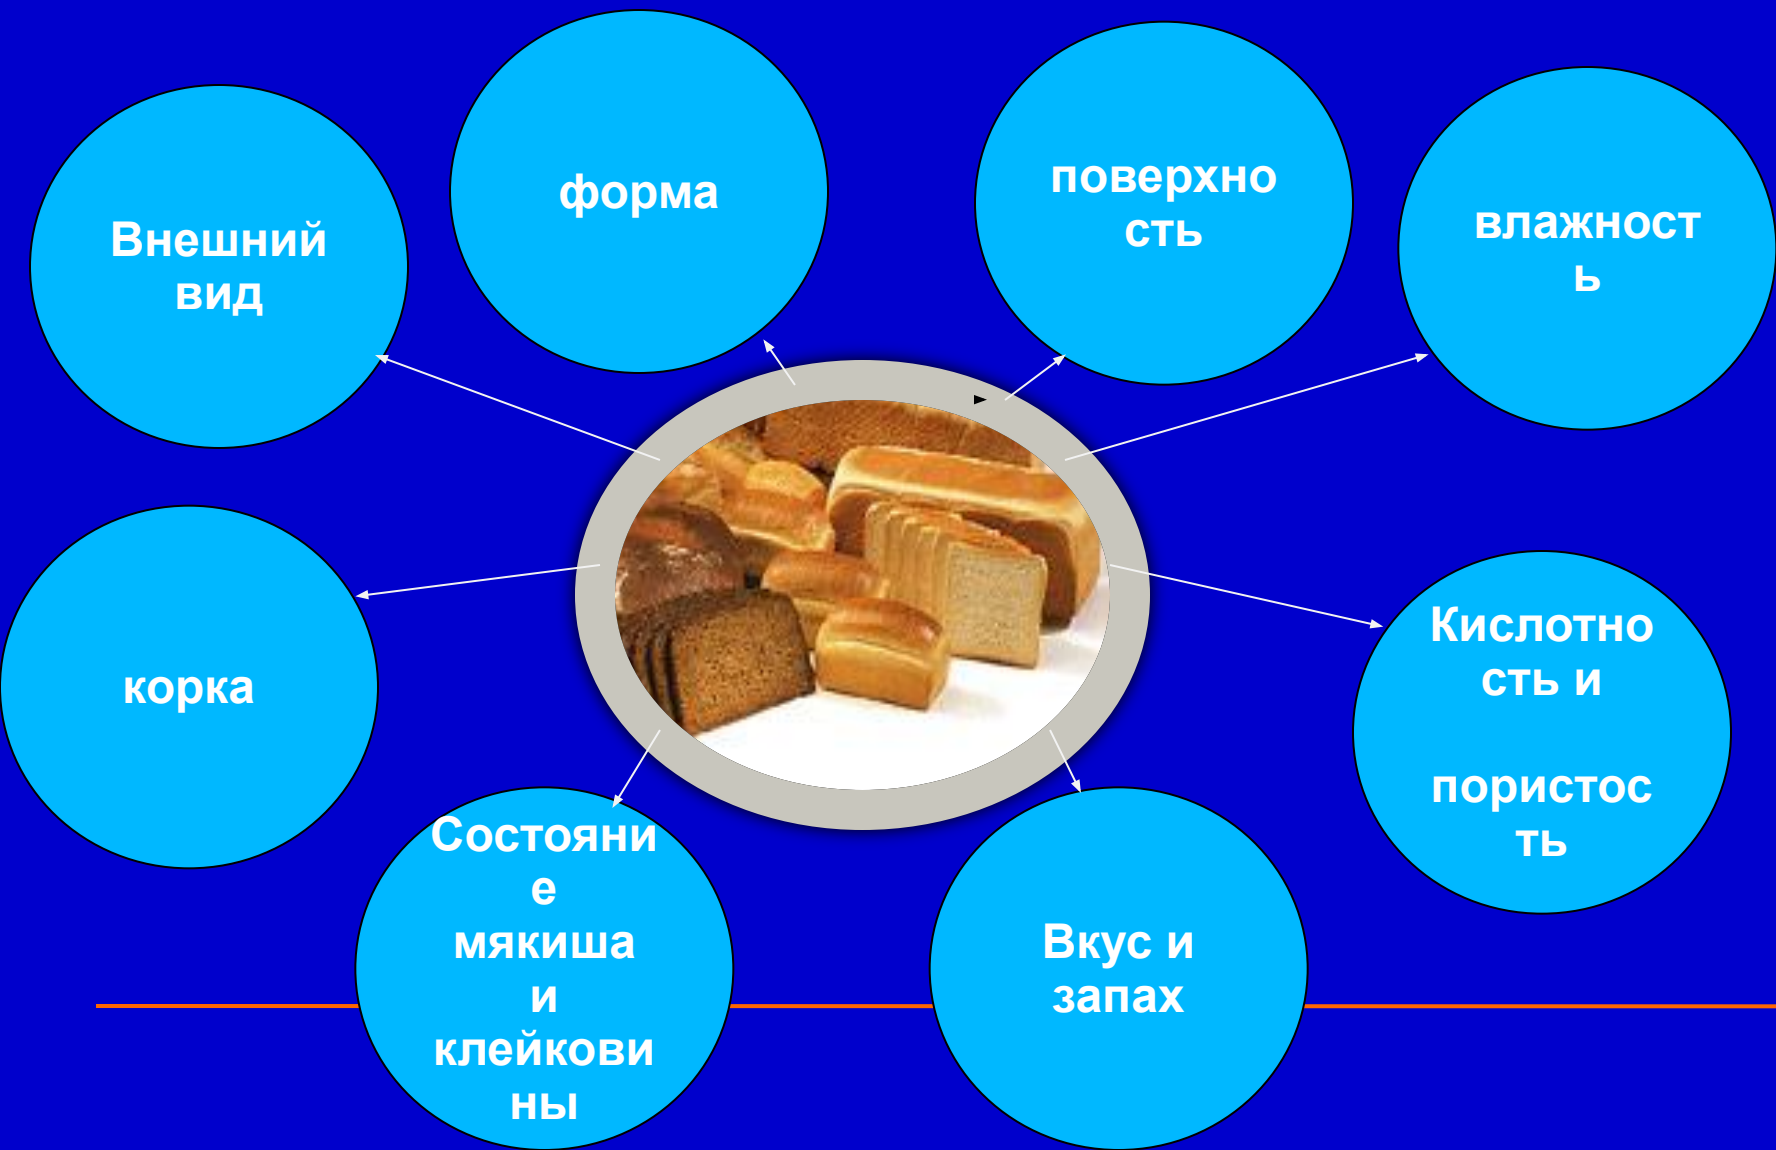 Внешний
вид
форма
поверхно
сть
влажност
ь
корка
Кислотно
сть и
пористос
ть
Состояни
е
мякиша
и
клейкови
ны
Вкус и
запах